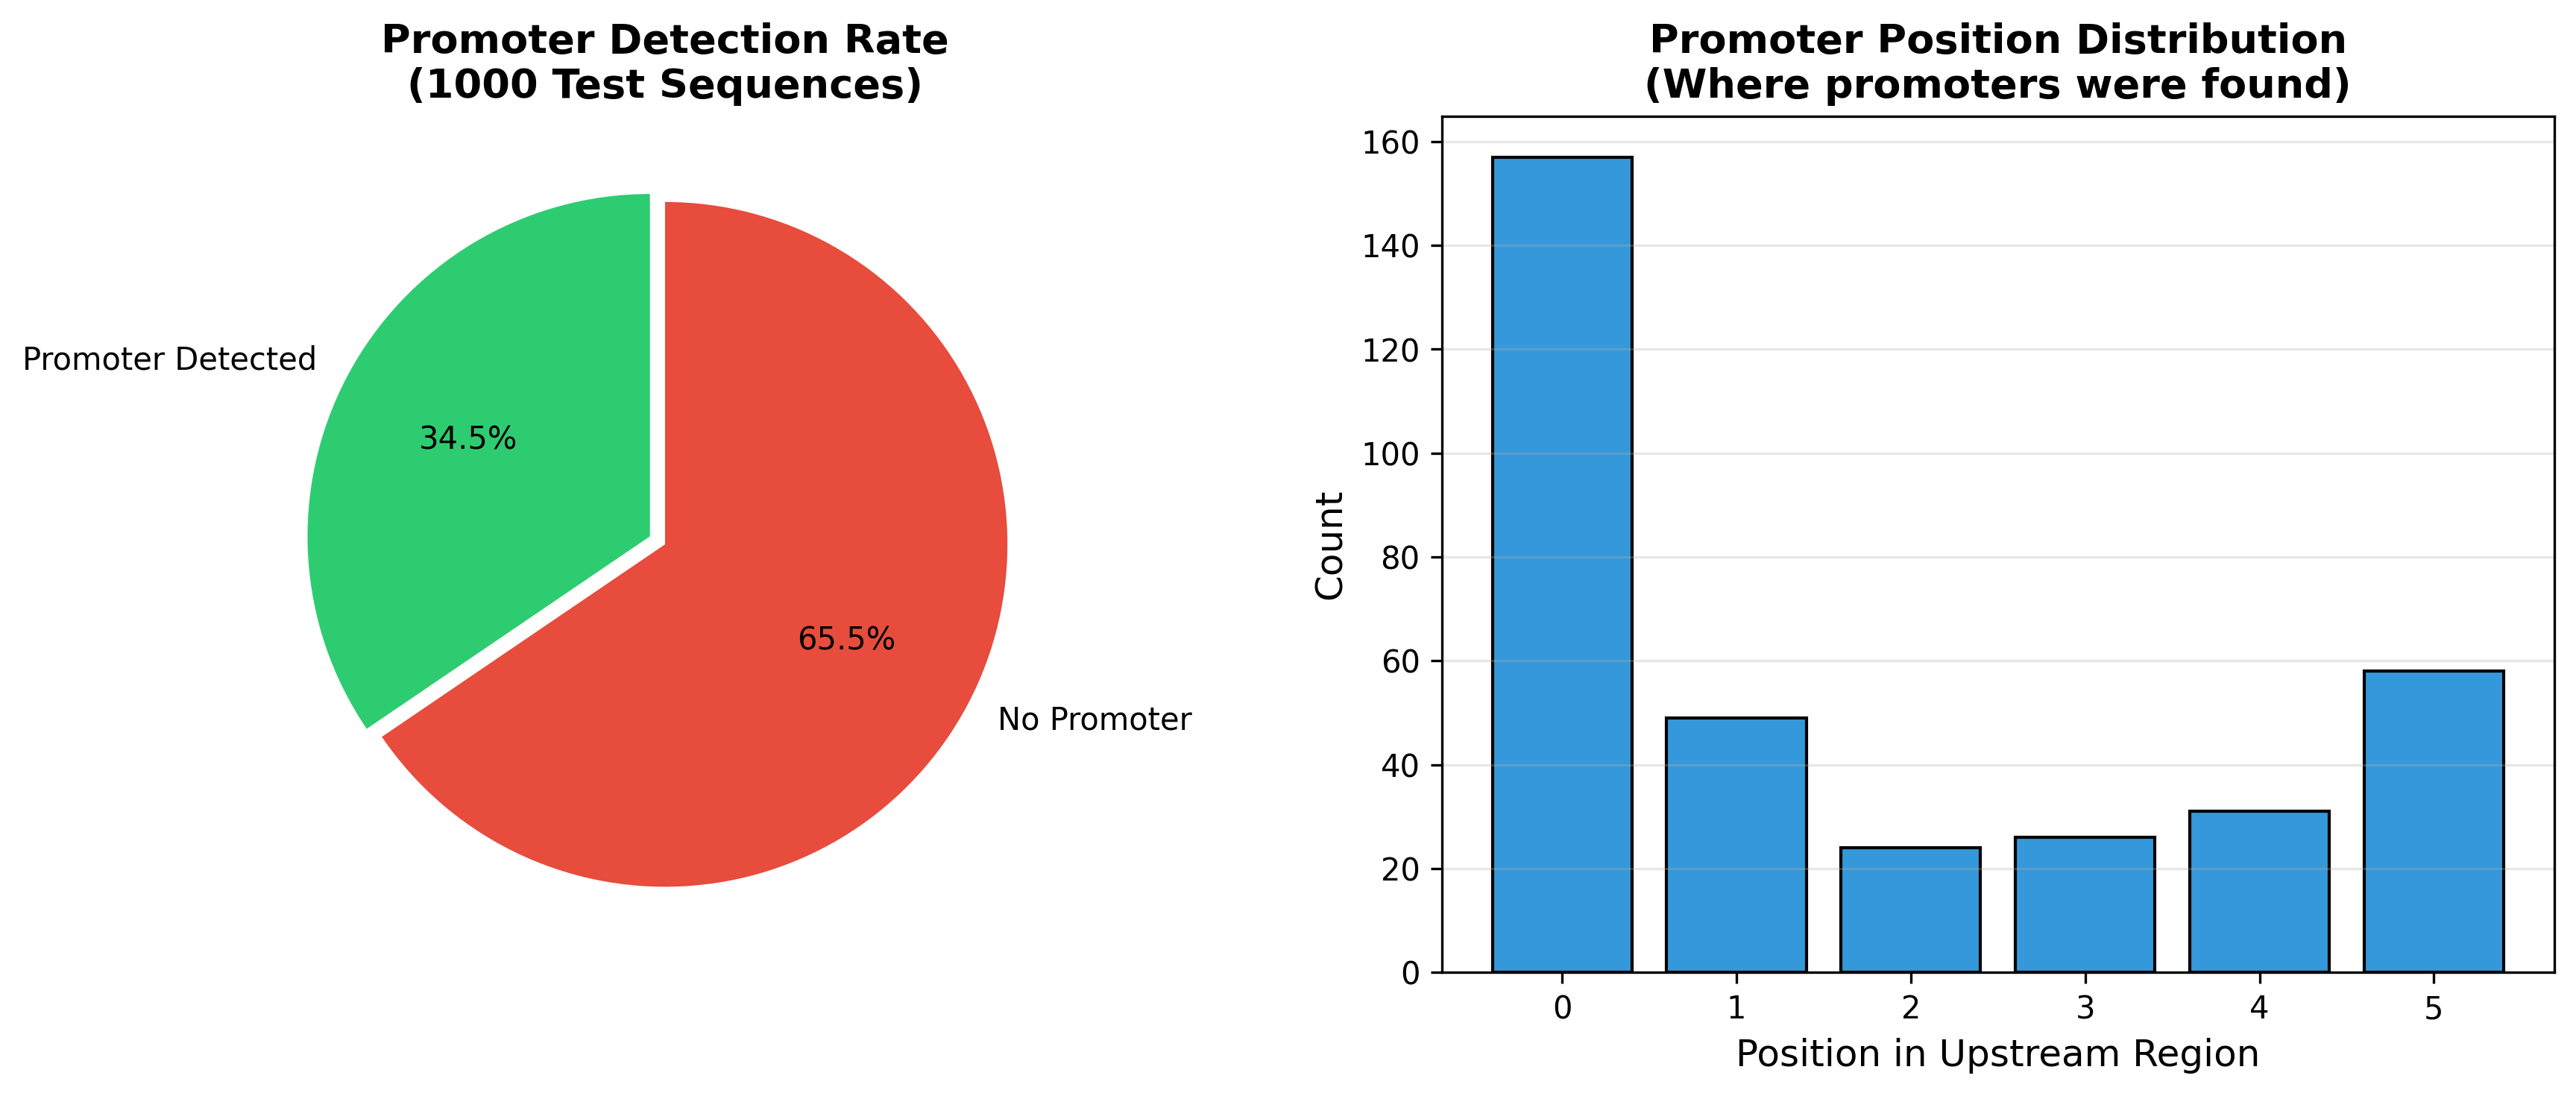 Promoter Detection Rate
(1000 Test Sequences)
Promoter Detected
34.5%
65.5%
No Promoter
Promoter Position Distribution
(Where promoters were found)
160
140
120
100
80
60
40
20
0
Count
0 1 2 3 4 5
Position in Upstream Region